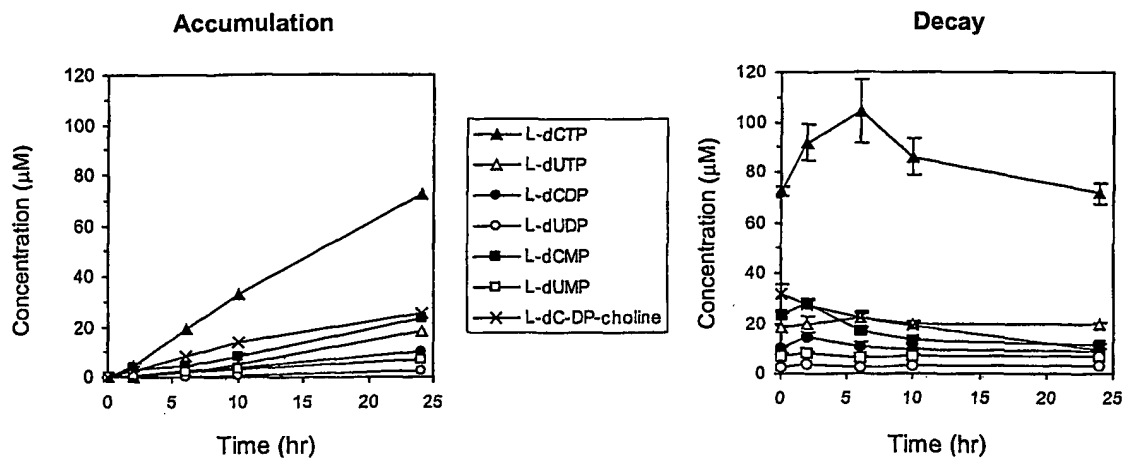 Accumulation
Concentration (μM)
120
100
80
60
40
20
0
0 5 10 15 20 25
Time (hr)
L-dCTP
L-dUTP
L-dCDP
L-dUDP
L-dCMP
L-dUMP
L-dC-DP-choline
Decay
Concentration (μM)
120
100
80
60
40
20
0
0 5 10 15 20 25
Time (hr)